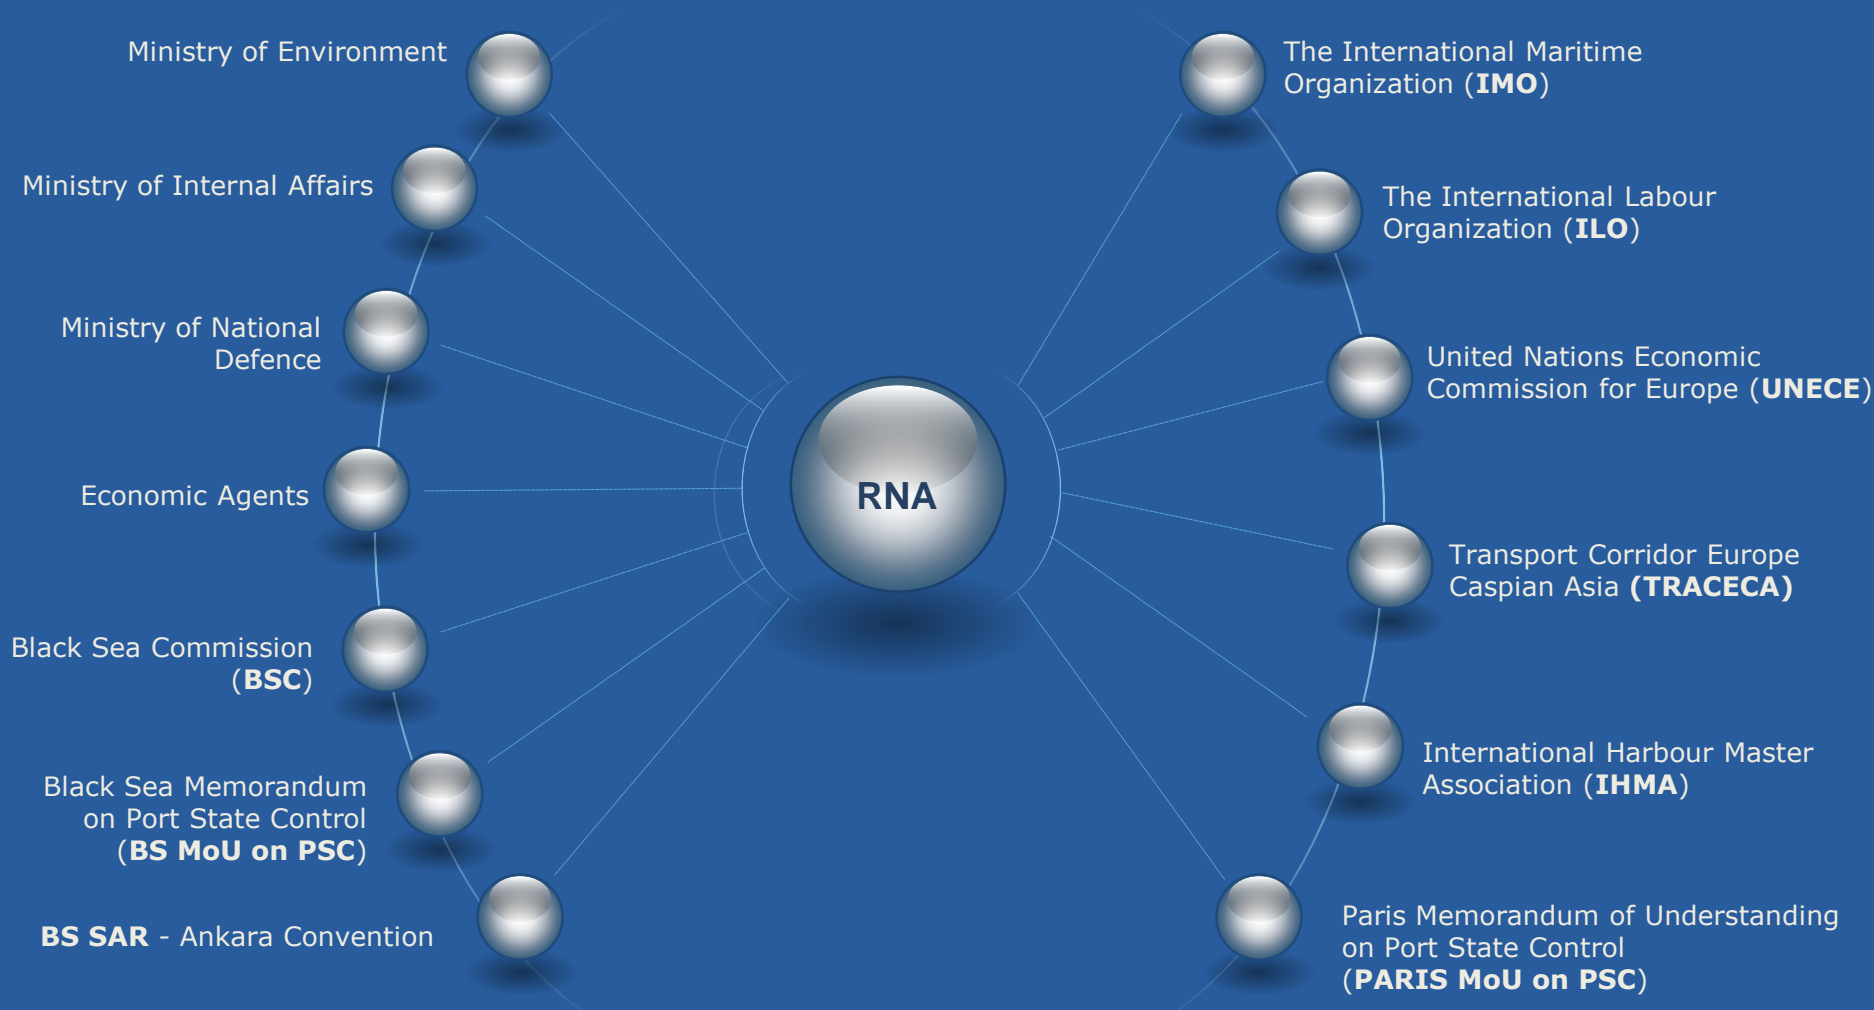 Ministry of Environment
Ministry of Internal Affairs
Ministry of National
Defence
Economic Agents
Black Sea Commission
(BSC)
Black Sea Memorandum
on Port State Control
(BS MoU on PSC)
BS SAR - Ankara Convention
RNA
The International Maritime
Organization (IMO)
The International Labour
Organization (ILO)
United Nations Economic
Commission for Europe (UNECE)
Transport Corridor Europe
Caspian Asia (TRACECA)
International Harbour Master
Association (IHMA)
Paris Memorandum of Understanding
on Port State Control
(PARIS MoU on PSC)